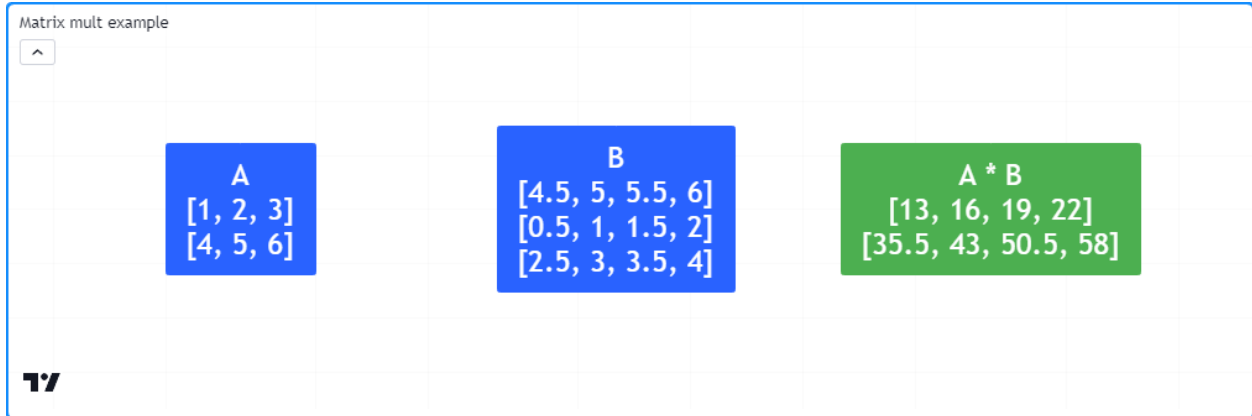 Matrix mult example
A
[1, 2, 3]
[4, 5, 6]
B
[4.5, 5, 5.5, 6]
[0.5, 1, 1.5, 2]
[2.5, 3, 3.5, 4]
A * B
[13, 16, 19, 22]
[35.5, 43, 50.5, 58]